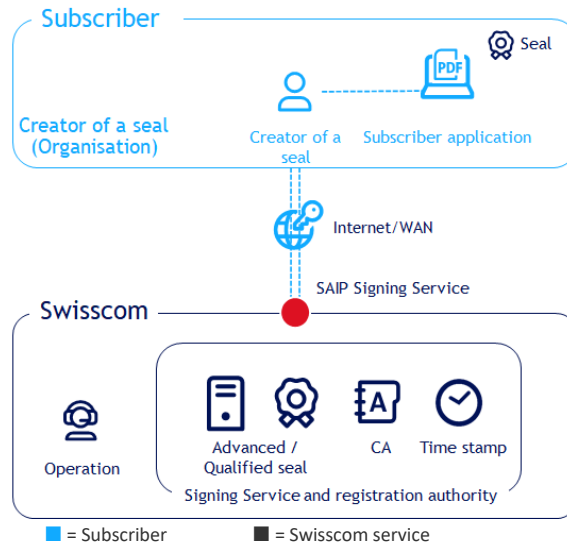 Subscriber
PDF
Seal
Creator of a seal
(Organisation)
Creator of a
seal
Subscriber application
Internet/WAN
SAIP Signing Service
Swisscom
A
Operation
Advanced /
Qualified seal
CA
Time stamp
Signing Service and registration authority
= Subscriber
= Swisscom service